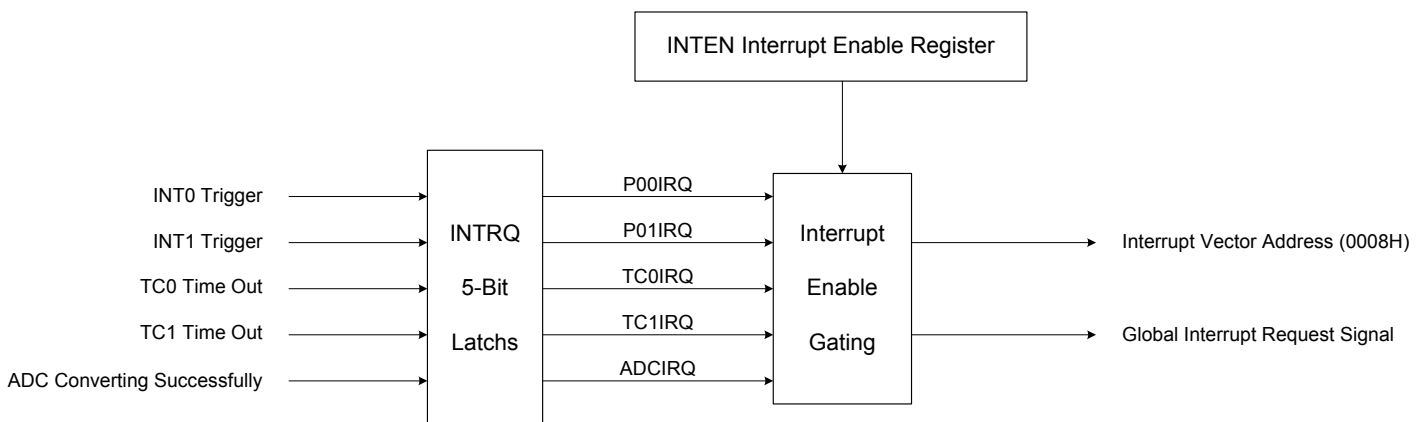 INTEN Interrupt Enable Register
INT0 Trigger
INT1 Trigger
TC0 Time Out
TC1 Time Out
ADC Converting Successfully
INTRQ
5-Bit
Latchs
P00IRQ
P01IRQ
TC0IRQ
TC1IRQ
ADCIRQ
Interrupt
Enable
Gating
Interrupt Vector Address (0008H)
Global Interrupt Request Signal